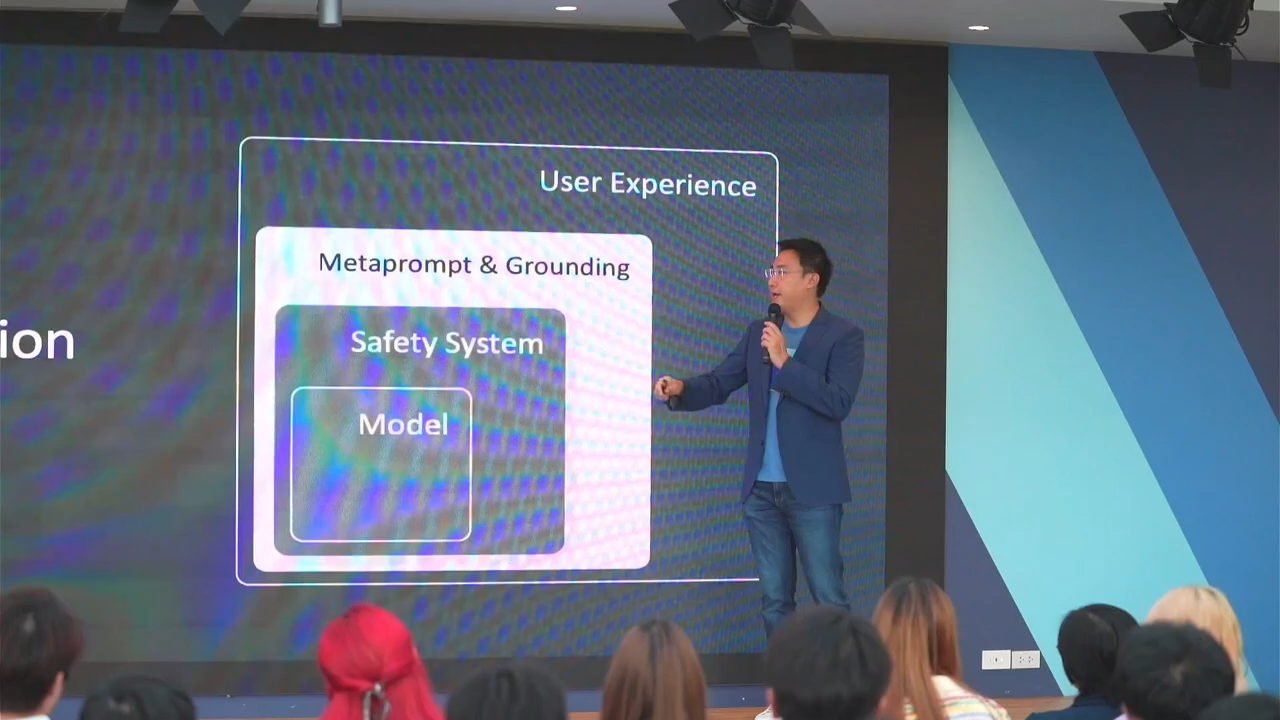 User Experience
Metaprompt & Grounding
ion
Safety System
Model